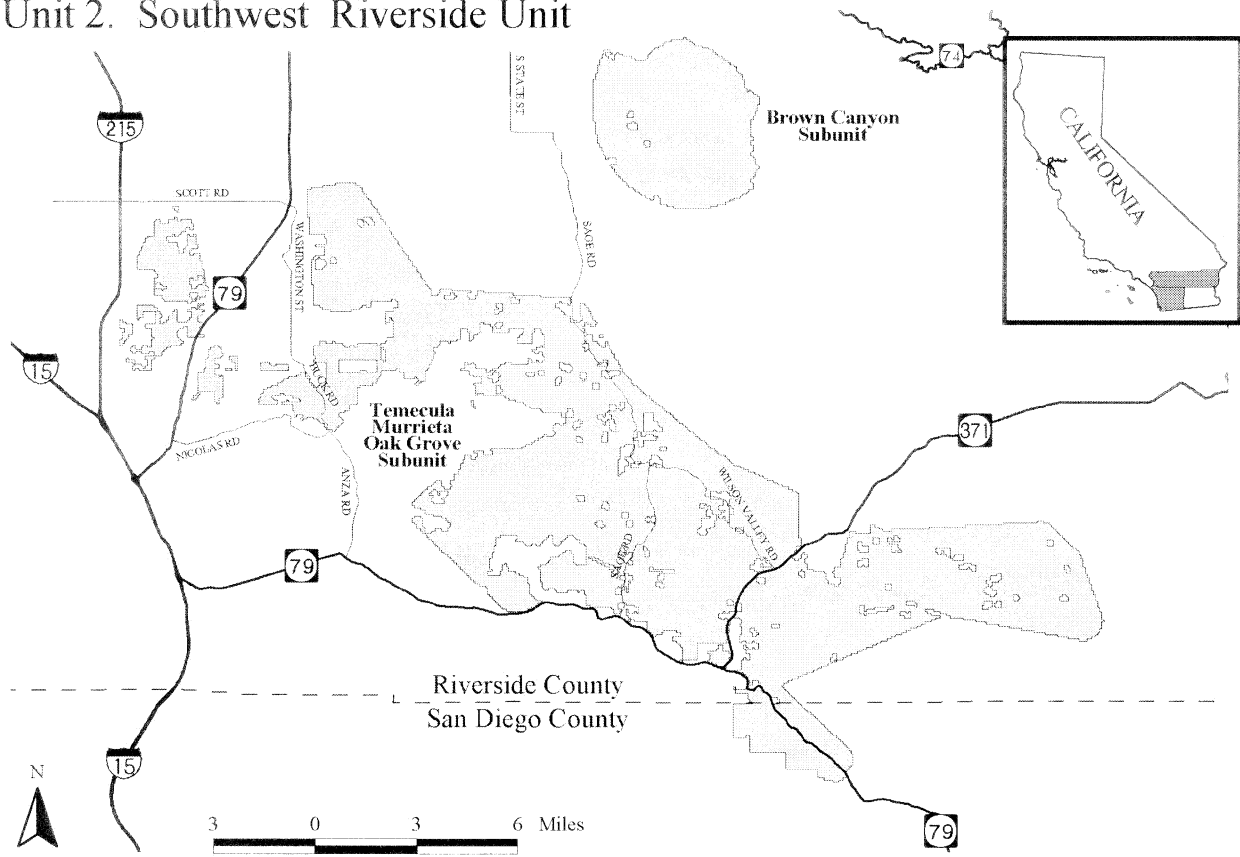 Unit 2. Southwest Riverside Unit
74
215
S STATE ST
Brown Canyon
Subunit
CALIFORNIA
SCOTT RD
WASHINGTON ST
SAGE RD
79
15
BUCK RD
Temecula
Murrieta
Oak Grove
Subunit
NICOLAS RD
ANZA RD
371
WILSON VALLEY RD
79
Riverside County
San Diego County
15
N
3 0 3 6 Miles
79